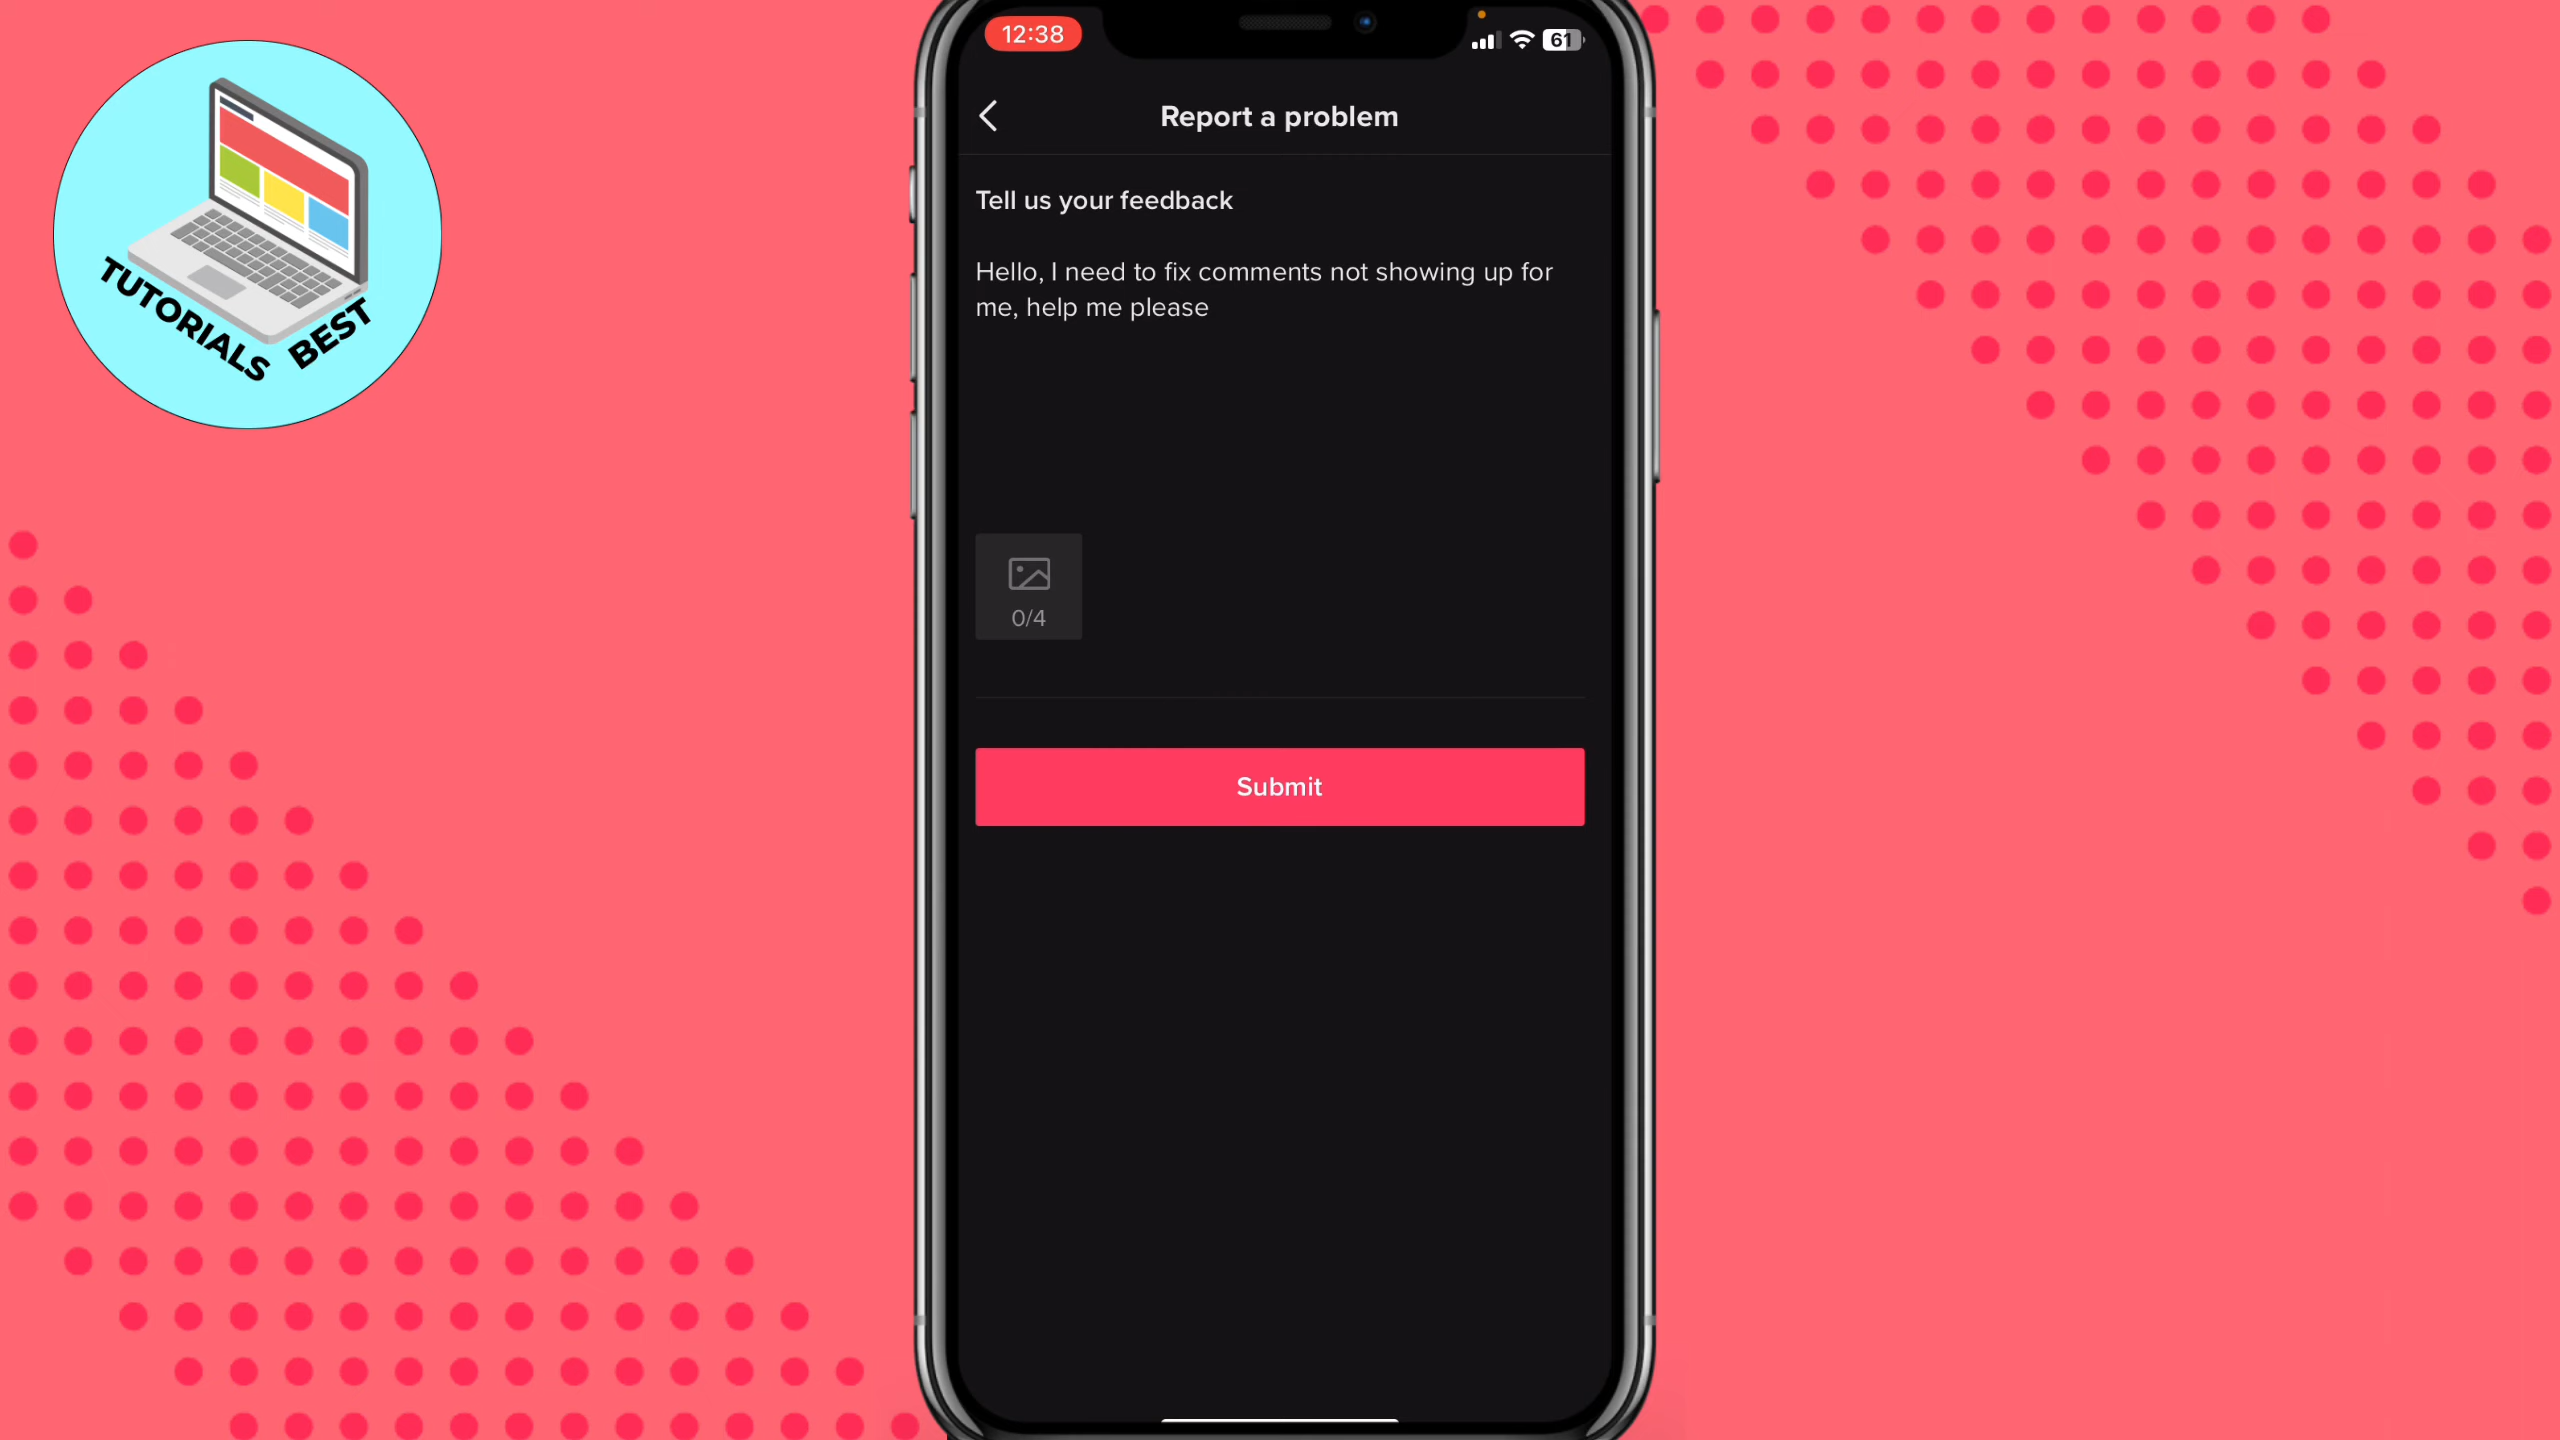 TUTORIALS BEST
12:38
61
Report a problem
Tell us your feedback
Hello, I need to fix comments not showing up for
me, help me please
0/4
Submit